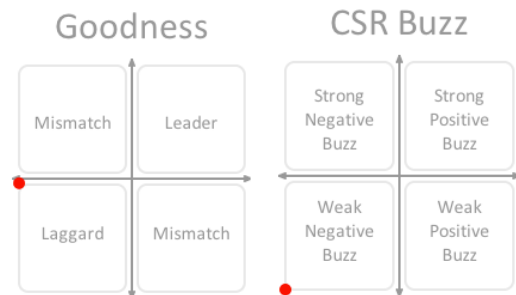 Goodness
Mismatch
Leader
Laggard
Mismatch
CSR Buzz
Strong
Negative
Buzz
Strong
Positive
Buzz
Weak
Negative
Buzz
Weak
Positive
Buzz